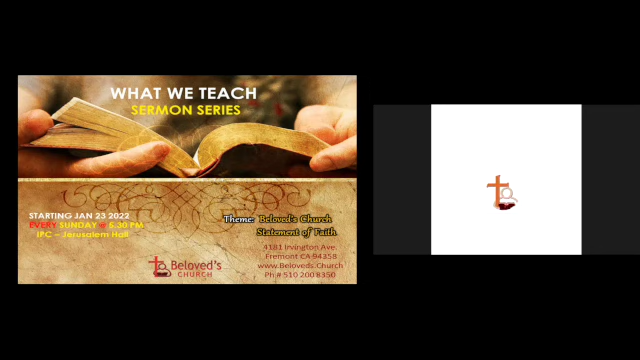 WHAT WE TEACH
SERMON SERIES
STARTING JAN 23 2022
EVERY SUNDAY @ 5.30 PM
IPC – Jerusalem Hall
Theme: Beloved's Church
Statement of Faith
4181 Irvington Ave.
Fremont CA 94358
www.Beloveds.Church
Ph # 510 200 8350
Beloved's
CHURCH